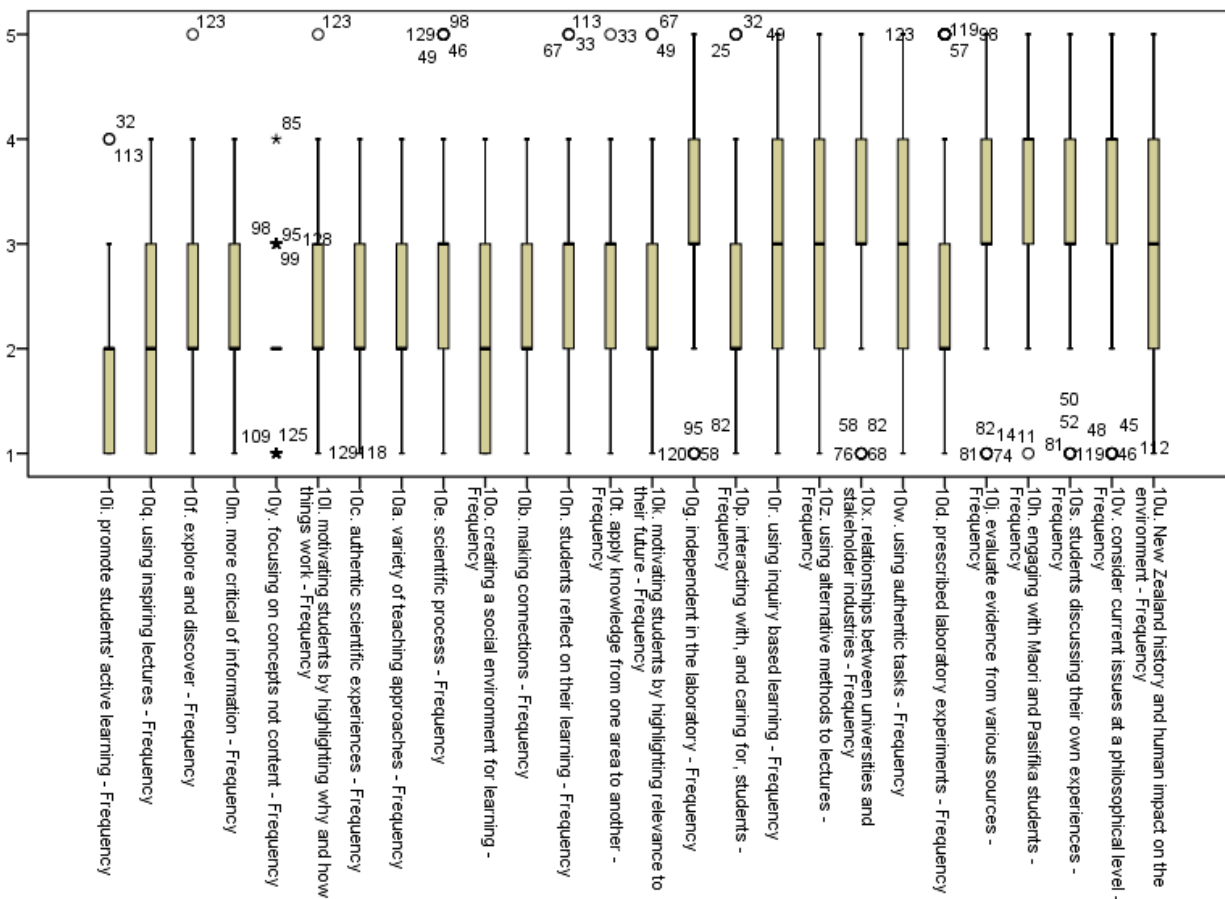 5
4
3
2
1
123
123
129
98
49
46
113
67
33
33
67
49
32
25
49
123
119
98
57
32
113
85
98
95
128
99
109
125
129
118
95
82
120
58
58
82
76
68
82
14
11
81
74
50
52
81
48
119
45
46
112
10i. promote students' active learning - Frequency
10q. using inspiring lectures - Frequency
10f. explore and discover - Frequency
10m. more critical of information - Frequency
10y. focusing on concepts not content - Frequency
10l. motivating students by highlighting why and how
things work - Frequency
10c. authentic scientific experiences - Frequency
10a. variety of teaching approaches - Frequency
10e. scientific process - Frequency
10o. creating a social environment for learning -
Frequency
10b. making connections - Frequency
10n. students reflect on their learning - Frequency
10t. apply knowledge from one area to another -
Frequency
10k. motivating students by highlighting relevance to
their future - Frequency
10g. independent in the laboratory - Frequency
10p. interacting with, and caring for, students -
Frequency
10r. using inquiry based learning - Frequency
10z. using alternative methods to lectures -
Frequency
10x. relationships between universities and
stakeholder industries - Frequency
10w. using authentic tasks - Frequency
10d. prescribed laboratory experiments - Frequency
10j. evaluate evidence from various sources -
Frequency
10h. engaging with Maori and Pasifika students -
Frequency
10s. students discussing their own experiences -
Frequency
10v. consider current issues at a philosophical level -
Frequency
10u. New Zealand history and human impact on the
environment - Frequency